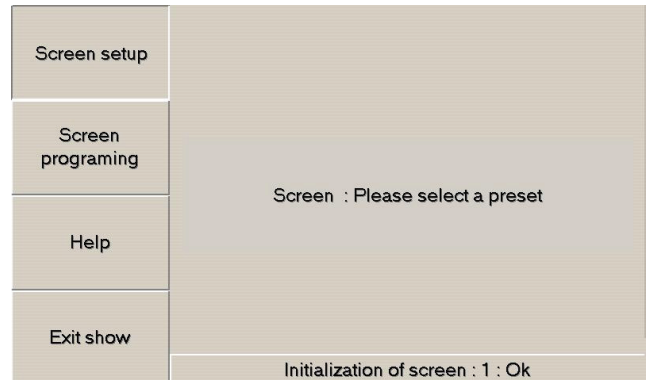 Screen setup
Screen
programing
Help
Exit show
Screen : Please select a preset
Initialization of screen : 1 : Ok